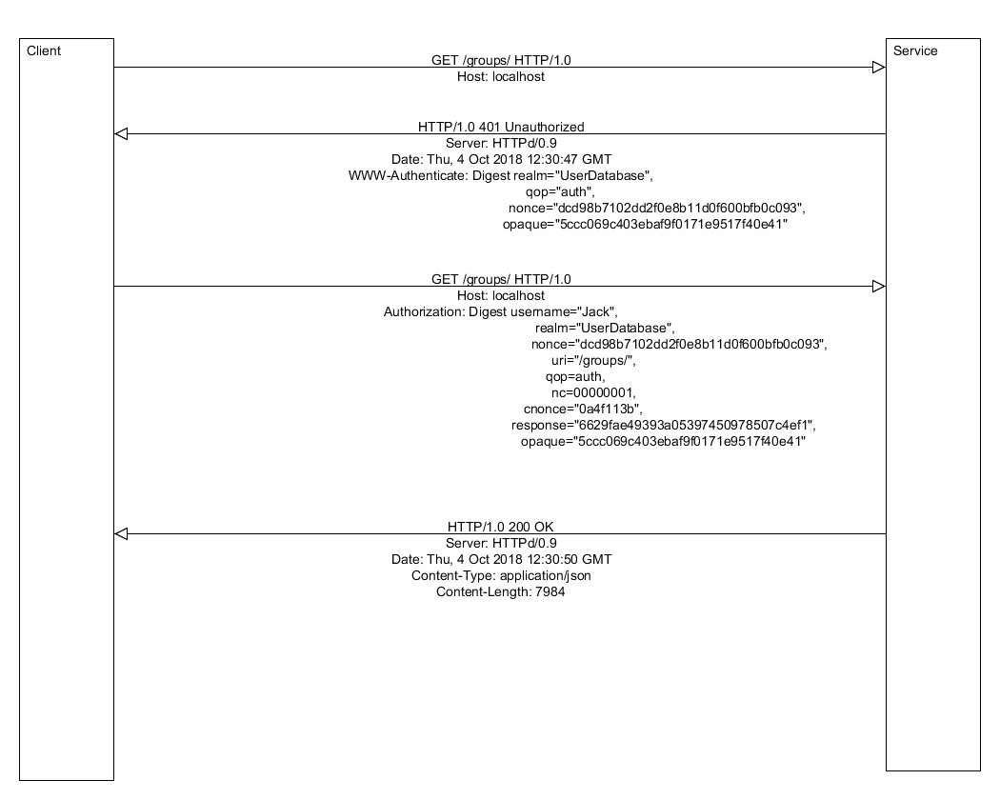 Client
Service
GET /groups/ HTTP/1.0
Host: localhost
HTTP/1.0 401 Unauthorized
Server: HTTPd/0.9
Date: Thu, 4 Oct 2018 12:30:47 GMT
WWW-Authenticate: Digest realm="UserDatabase",
qop="auth",
nonce="dcd98b7102dd2f0e8b11d0f600bfb0c093",
opaque="5ccc069c403ebaf9f0171e9517f40e41"
GET /groups/ HTTP/1.0
Host: localhost
Authorization: Digest username="Jack",
realm="UserDatabase",
nonce="dcd98b7102dd2f0e8b11d0f600bfb0c093",
uri="/groups/",
qop=auth,
nc=00000001,
cnonce="0a4f113b",
response="6629fae49393a05397450978507c4ef1",
opaque="5ccc069c403ebaf9f0171e9517f40e41"
HTTP/1.0 200 OK
Server: HTTPd/0.9
Date: Thu, 4 Oct 2018 12:30:50 GMT
Content-Type: application/json
Content-Length: 7984